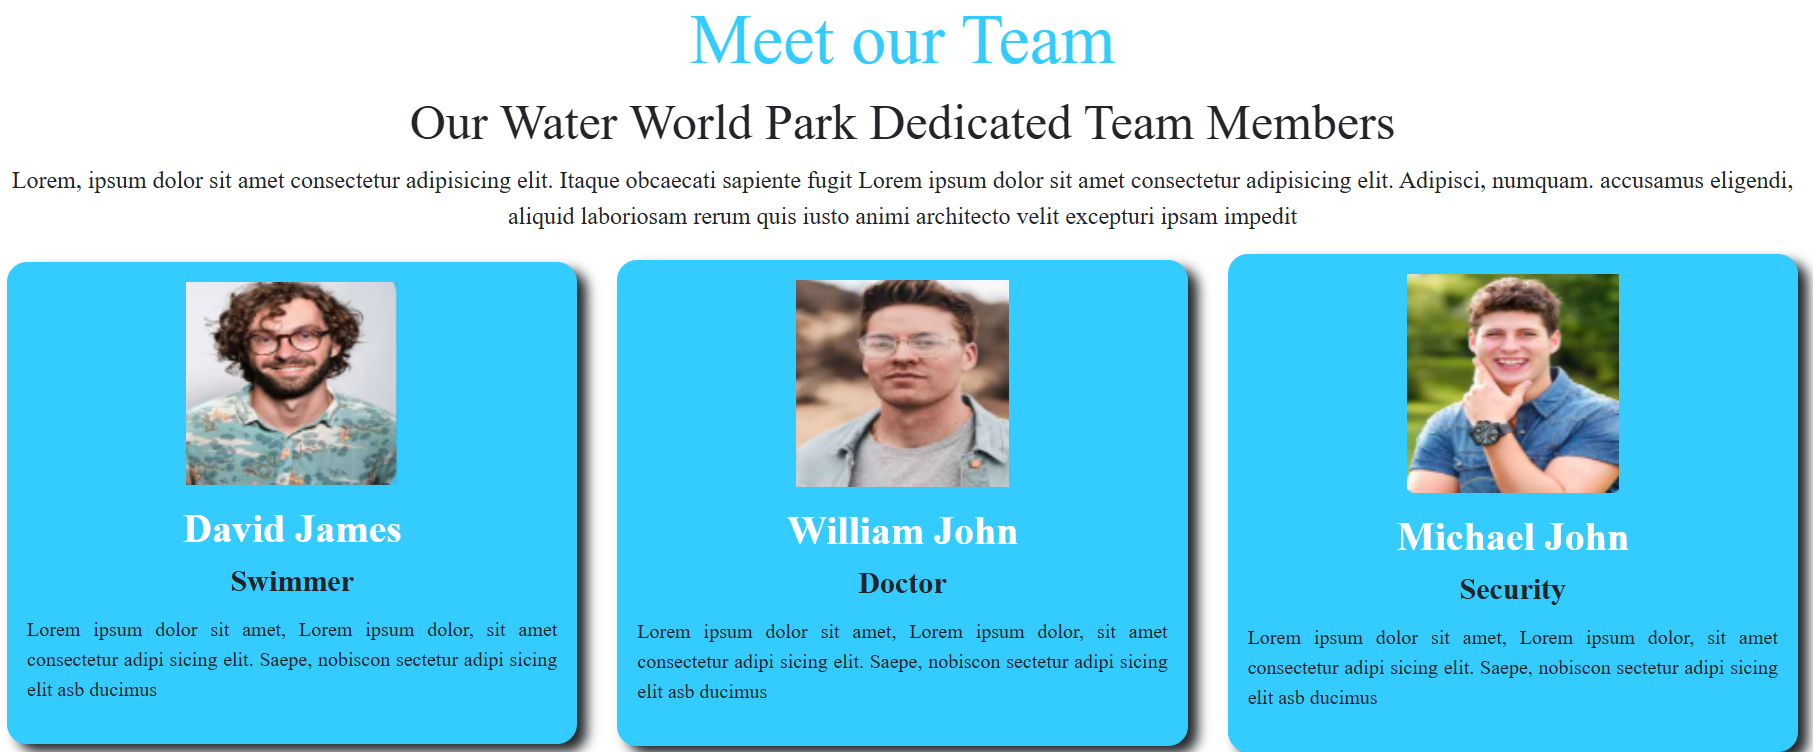 Meet our Team
Our Water World Park Dedicated Team Members
Lorem, ipsum dolor sit amet consectetur adipisicing elit. Itaque obcaecati sapiente fugit Lorem ipsum dolor sit amet consectetur adipisicing elit. Adipisci, numquam. accusamus eligendi,
aliquid laboriosam rerum quis iusto animi architecto velit excepturi ipsam impedit
David James
Swimmer
Lorem ipsum dolor sit amet, Lorem ipsum dolor, sit amet
consectetur adipi sicing elit. Saepe, nobiscon sectetur adipi sicing
elit asb ducimus
William John
Doctor
Lorem ipsum dolor sit amet, Lorem ipsum dolor, sit amet
consectetur adipi sicing elit. Saepe, nobiscon sectetur adipi sicing
elit asb ducimus
Michael John
Security
Lorem ipsum dolor sit amet, Lorem ipsum dolor, sit amet
consectetur adipi sicing elit. Saepe, nobiscon sectetur adipi sicing
elit asb ducimus